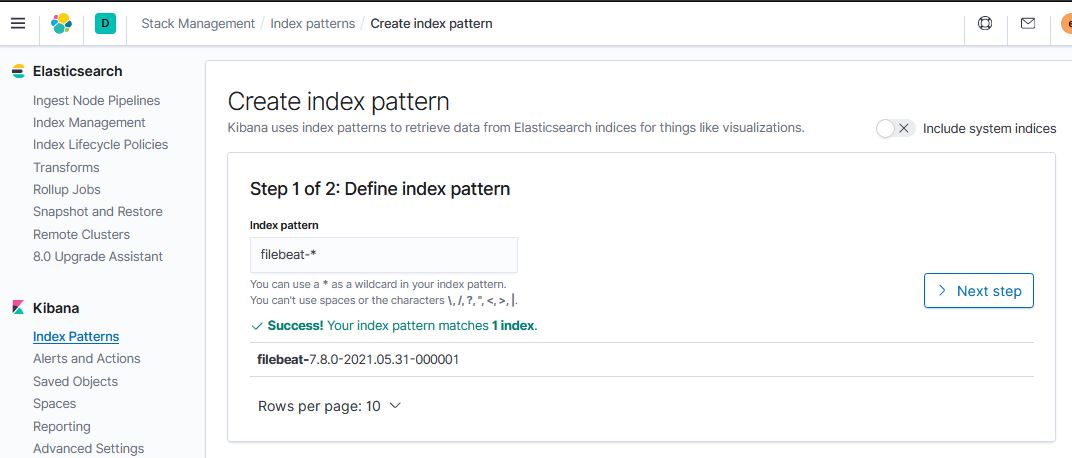 D
Stack Management / Index patterns / Create index pattern
e
Elasticsearch
Ingest Node Pipelines
Index Management
Index Lifecycle Policies
Transforms
Rollup Jobs
Snapshot and Restore
Remote Clusters
8.0 Upgrade Assistant
Kibana
Index Patterns
Alerts and Actions
Saved Objects
Spaces
Reporting
Advanced Settings
Create index pattern
Kibana uses index patterns to retrieve data from Elasticsearch indices for things like visualizations.
Include system indices
Step 1 of 2: Define index pattern
Index pattern
filebeat-*
You can use a * as a wildcard in your index pattern.
You can't use spaces or the characters \, /, ?, ", <, >, |.
Next step
Success! Your index pattern matches 1 index.
filebeat-7.8.0-2021.05.31-000001
Rows per page: 10